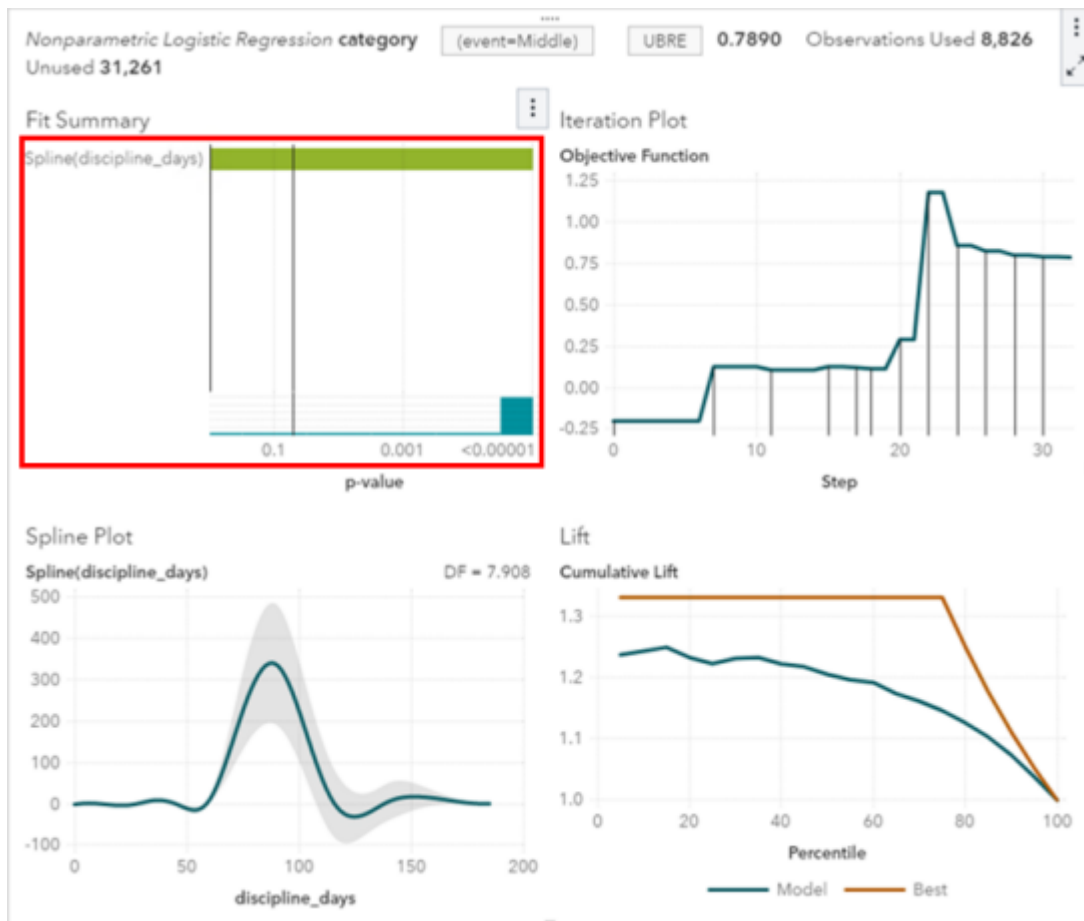 Nonparametric Logistic Regression category (event=Middle) UBRE 0.7890 Observations Used 8,826
Unused 31,261
Fit Summary
Spline(discipline_days)
0.1 0.001 <0.00001
p-value
Iteration Plot
Objective Function
1.25
1.00
0.75
0.50
0.25
0.00
-0.25
0 10 20 30
Step
Spline Plot
Spline(discipline_days) DF = 7.908
500
400
300
200
100
0
-100
0 50 100 150 200
discipline_days
Lift
Cumulative Lift
1.3
1.2
1.1
1.0
0 20 40 60 80 100
Percentile
Model Best